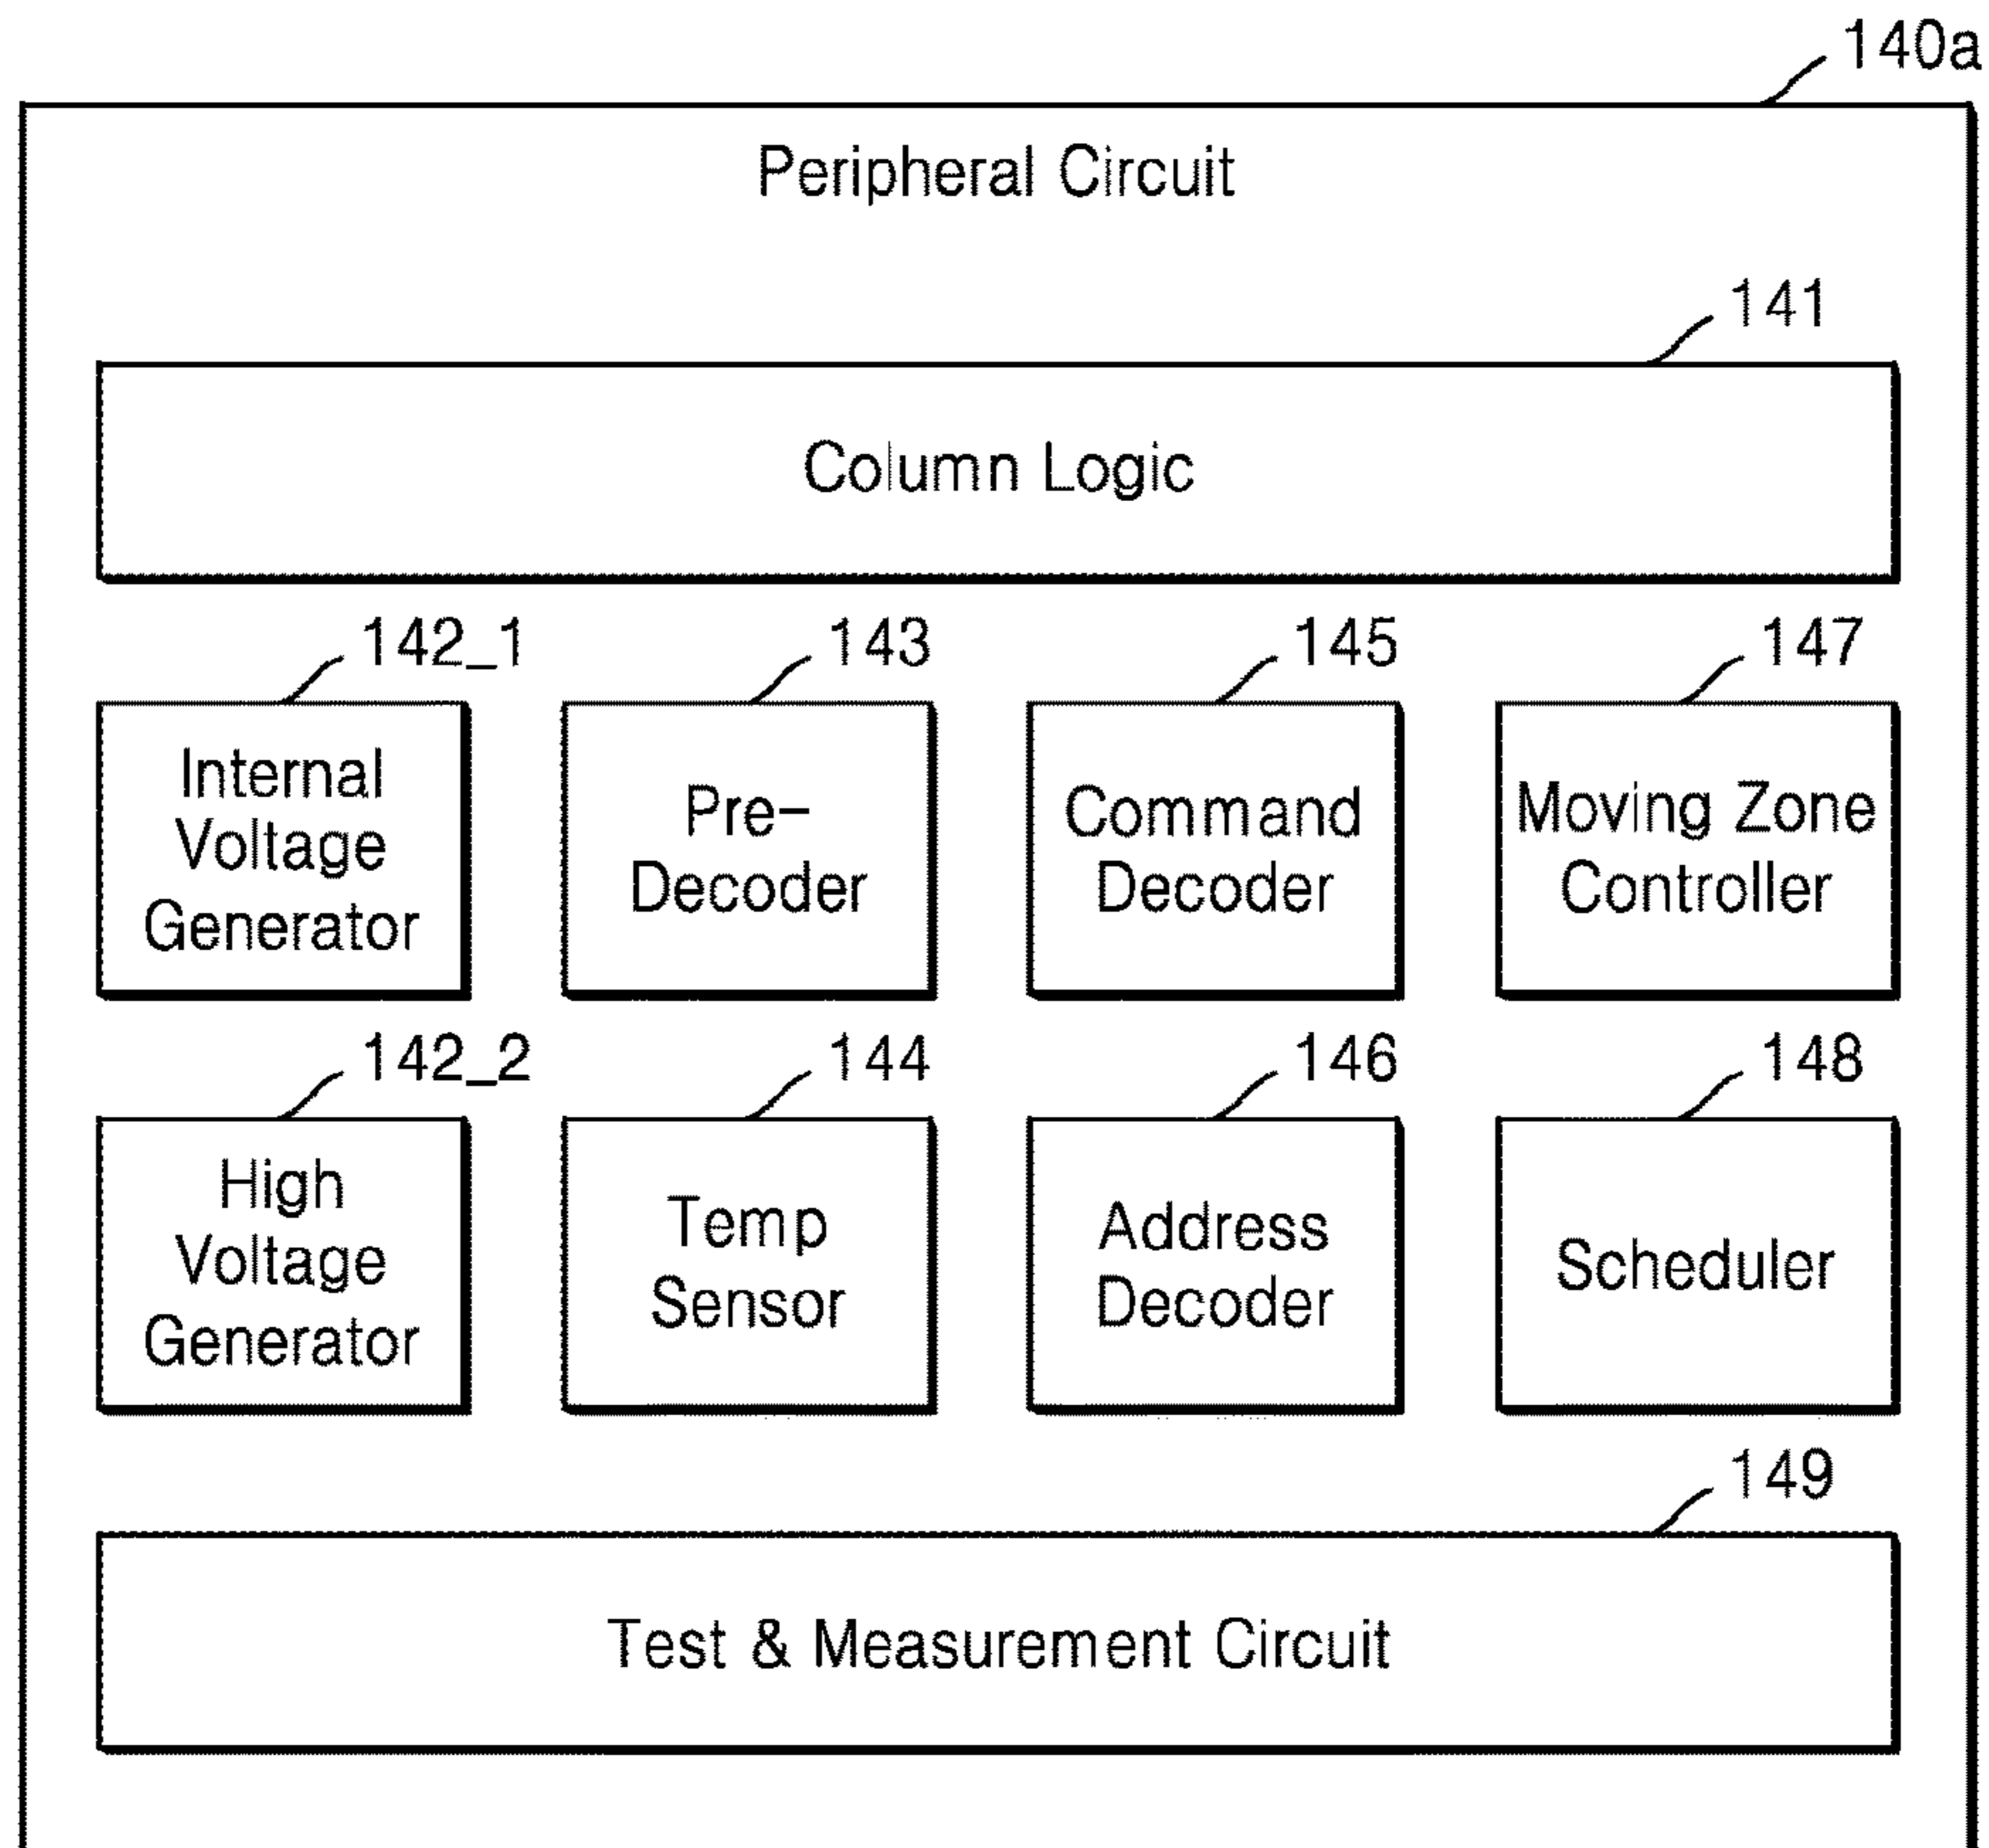 140a
Peripheral Circuit
141
Column Logic
142_1
143
145
147
Internal
Voltage
Generator
Pre-
Decoder
Command
Decoder
Moving Zone
Controller
142_2
144
146
148
High
Voltage
Generator
Temp
Sensor
Address
Decoder
Scheduler
149
Test & Measurement Circuit